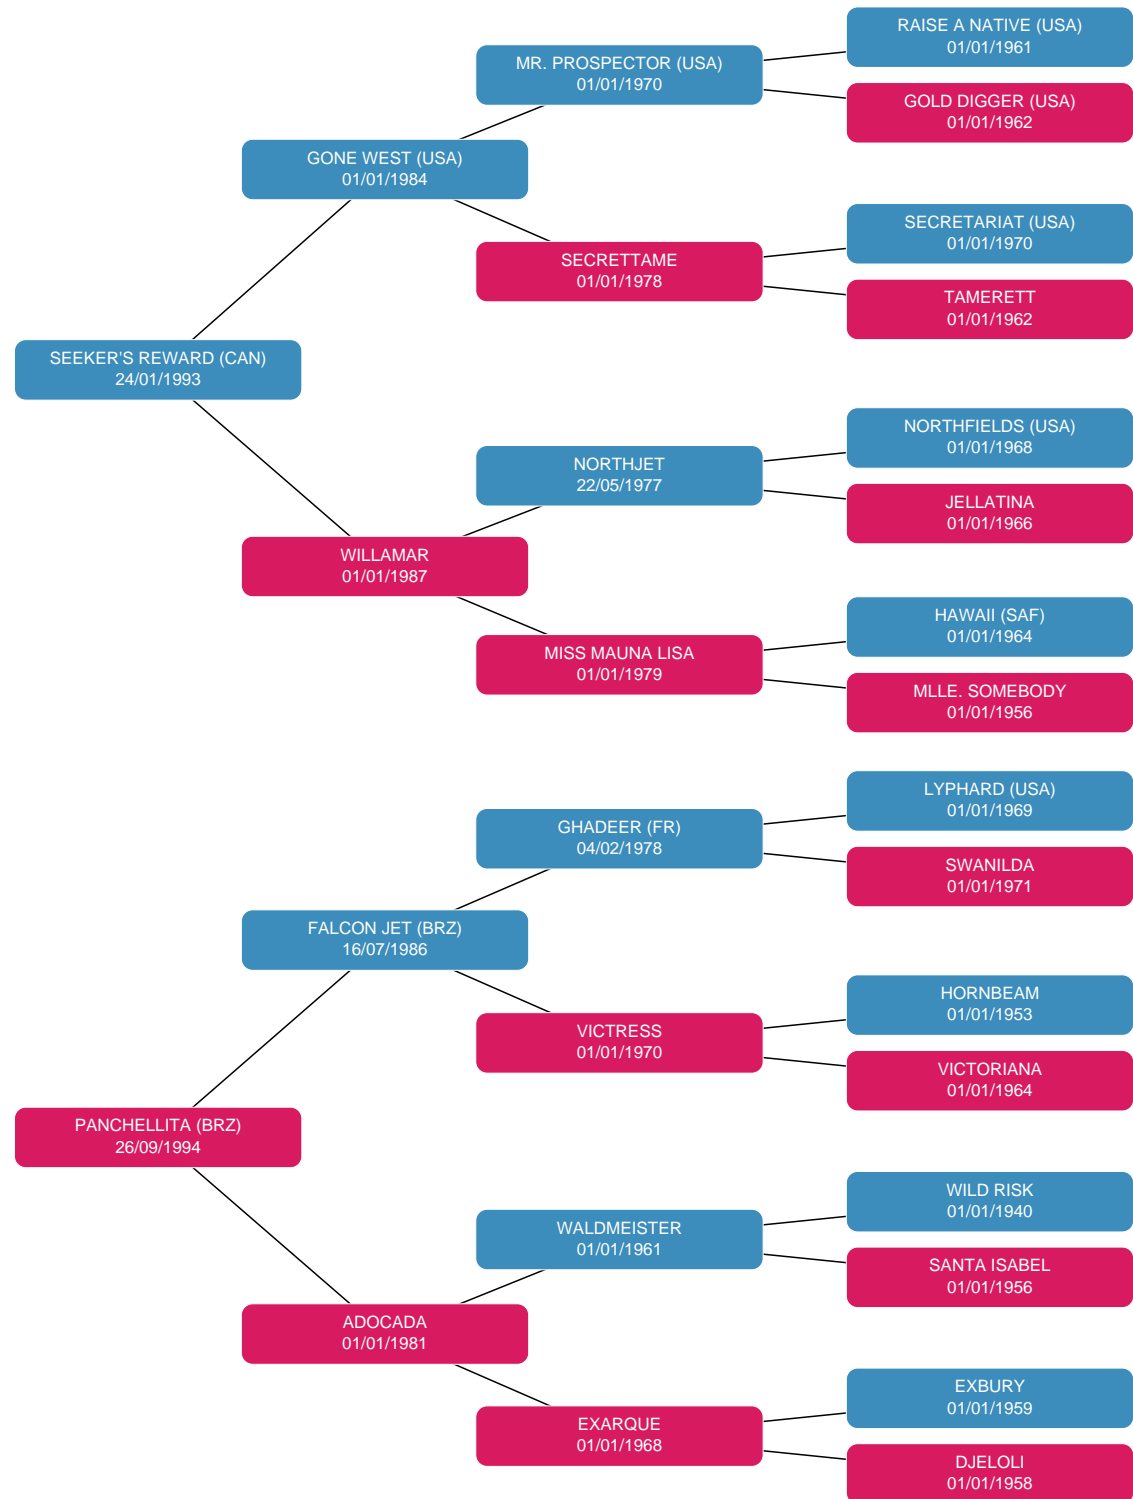 RAISE A NATIVE (USA)
01/01/1961
MR. PROSPECTOR (USA)
01/01/1970
GOLD DIGGER (USA)
01/01/1962
GONE WEST (USA)
01/01/1984
SECRETARIAT (USA)
01/01/1970
SECRETTAME
01/01/1978
TAMERETT
01/01/1962
SEEKER'S REWARD (CAN)
24/01/1993
NORTHFIELDS (USA)
01/01/1968
NORTHJET
22/05/1977
JELLATINA
01/01/1966
WILLAMAR
01/01/1987
HAWAII (SAF)
01/01/1964
MISS MAUNA LISA
01/01/1979
MLLE. SOMEBODY
01/01/1956
LYPHARD (USA)
01/01/1969
GHADEER (FR)
04/02/1978
SWANILDA
01/01/1971
FALCON JET (BRZ)
16/07/1986
HORNBEAM
01/01/1953
VICTRESS
01/01/1970
VICTORIANA
01/01/1964
PANCHELLITA (BRZ)
26/09/1994
WILD RISK
01/01/1940
WALDMEISTER
01/01/1961
SANTA ISABEL
01/01/1956
ADOCADA
01/01/1981
EXBURY
01/01/1959
EXARQUE
01/01/1968
DJELOLI
01/01/1958